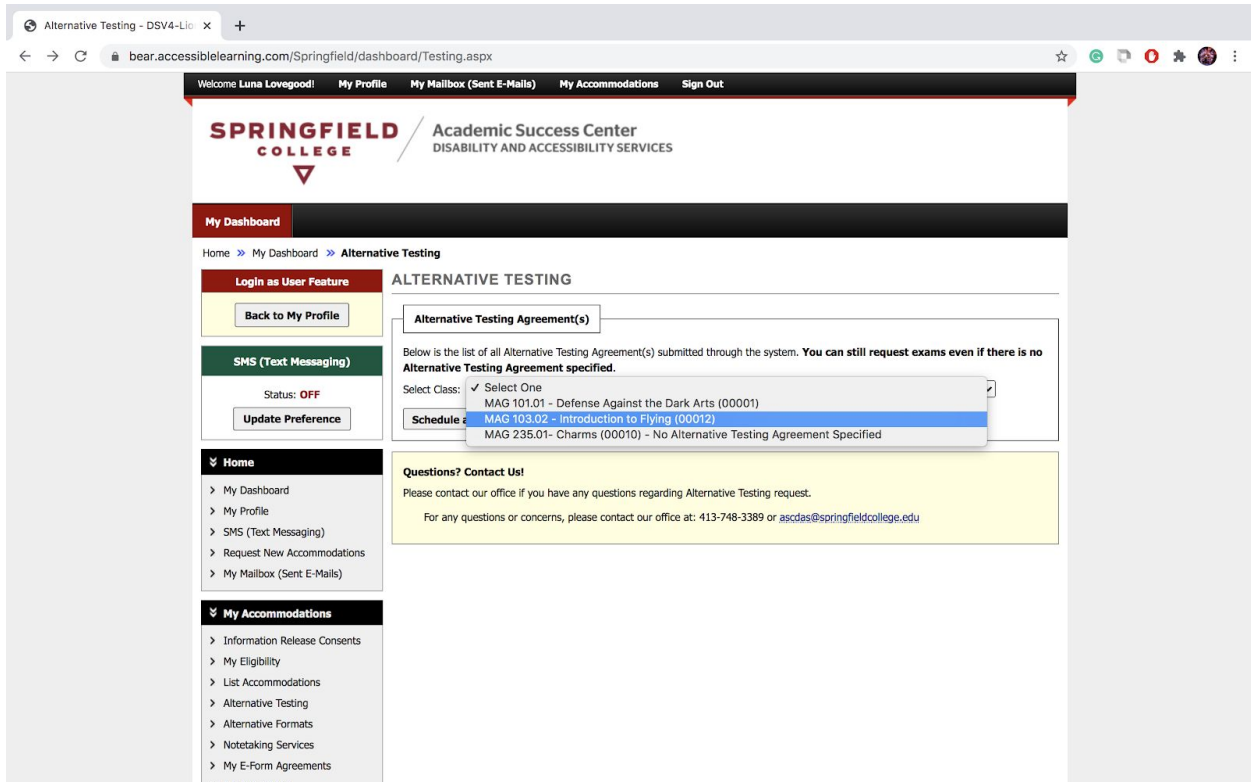 Alternative Testing - DSV4-Lio
bear.accessiblelearning.com/Springfield/dashboard/Testing.aspx
Welcome Luna Lovegood! My Profile My Mailbox (Sent E-Mails) My Accommodations Sign Out
SPRINGFIELD
COLLEGE
Academic Success Center
DISABILITY AND ACCESSIBILITY SERVICES
My Dashboard
Home » My Dashboard » Alternative Testing
Login as User Feature
Back to My Profile
SMS (Text Messaging)
Status: OFF
Update Preference
Home
My Dashboard
My Profile
SMS (Text Messaging)
Request New Accommodations
My Mailbox (Sent E-Mails)
My Accommodations
Information Release Consents
My Eligibility
List Accommodations
Alternative Testing
Alternative Formats
Notetaking Services
My E-Form Agreements
ALTERNATIVE TESTING
Alternative Testing Agreement(s)
Below is the list of all Alternative Testing Agreement(s) submitted through the system. You can still request exams even if there is no
Alternative Testing Agreement specified.
Select Class: ✓ Select One
MAG 101.01 - Defense Against the Dark Arts (00001)
Schedule a MAG 103.02 - Introduction to Flying (00012)
MAG 235.01- Charms (00010) - No Alternative Testing Agreement Specified
Questions? Contact Us!
Please contact our office if you have any questions regarding Alternative Testing request.
For any questions or concerns, please contact our office at: 413-748-3389 or ascdas@springfieldcollege.edu